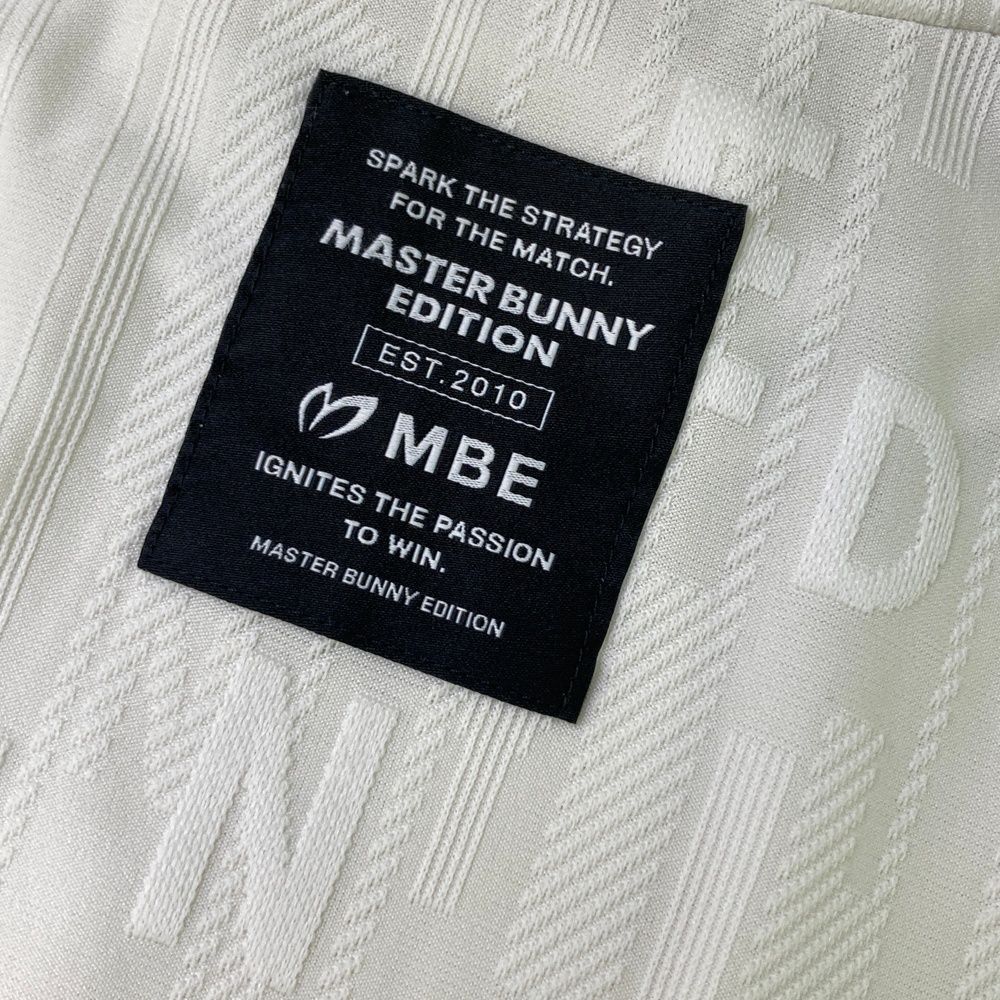 SPARK THE STRATEGY
FOR THE MATCH.
MASTER BUNNY
EDITION
EST.2010
MBE
IGNITES THE PASSION
TO WIN.
MASTER BUNNY EDITION
D
N